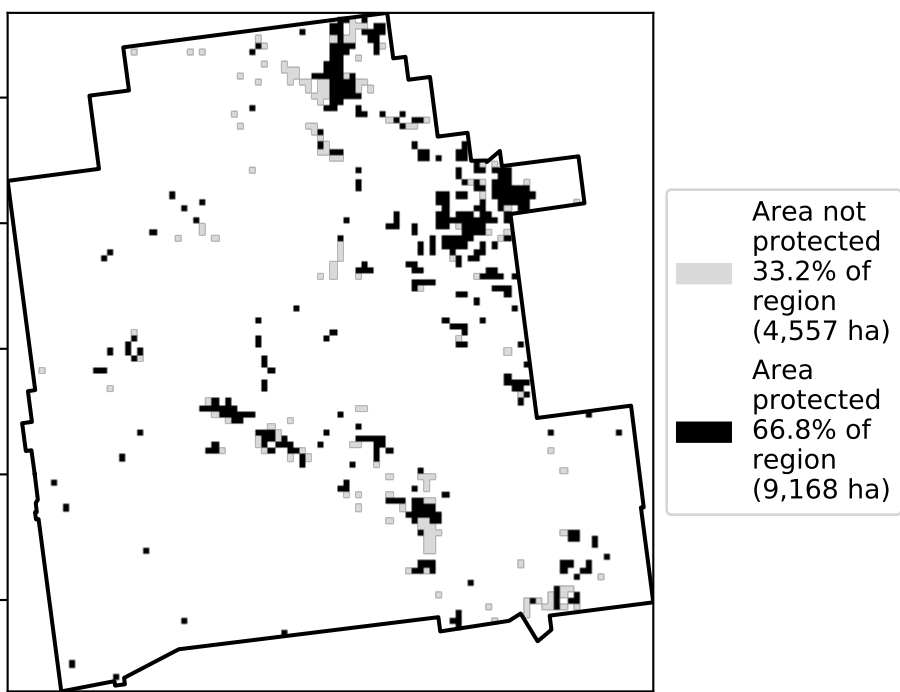 Area not
protected
33.2% of
region
(4,557 ha)
Area
protected
66.8% of
region
(9,168 ha)